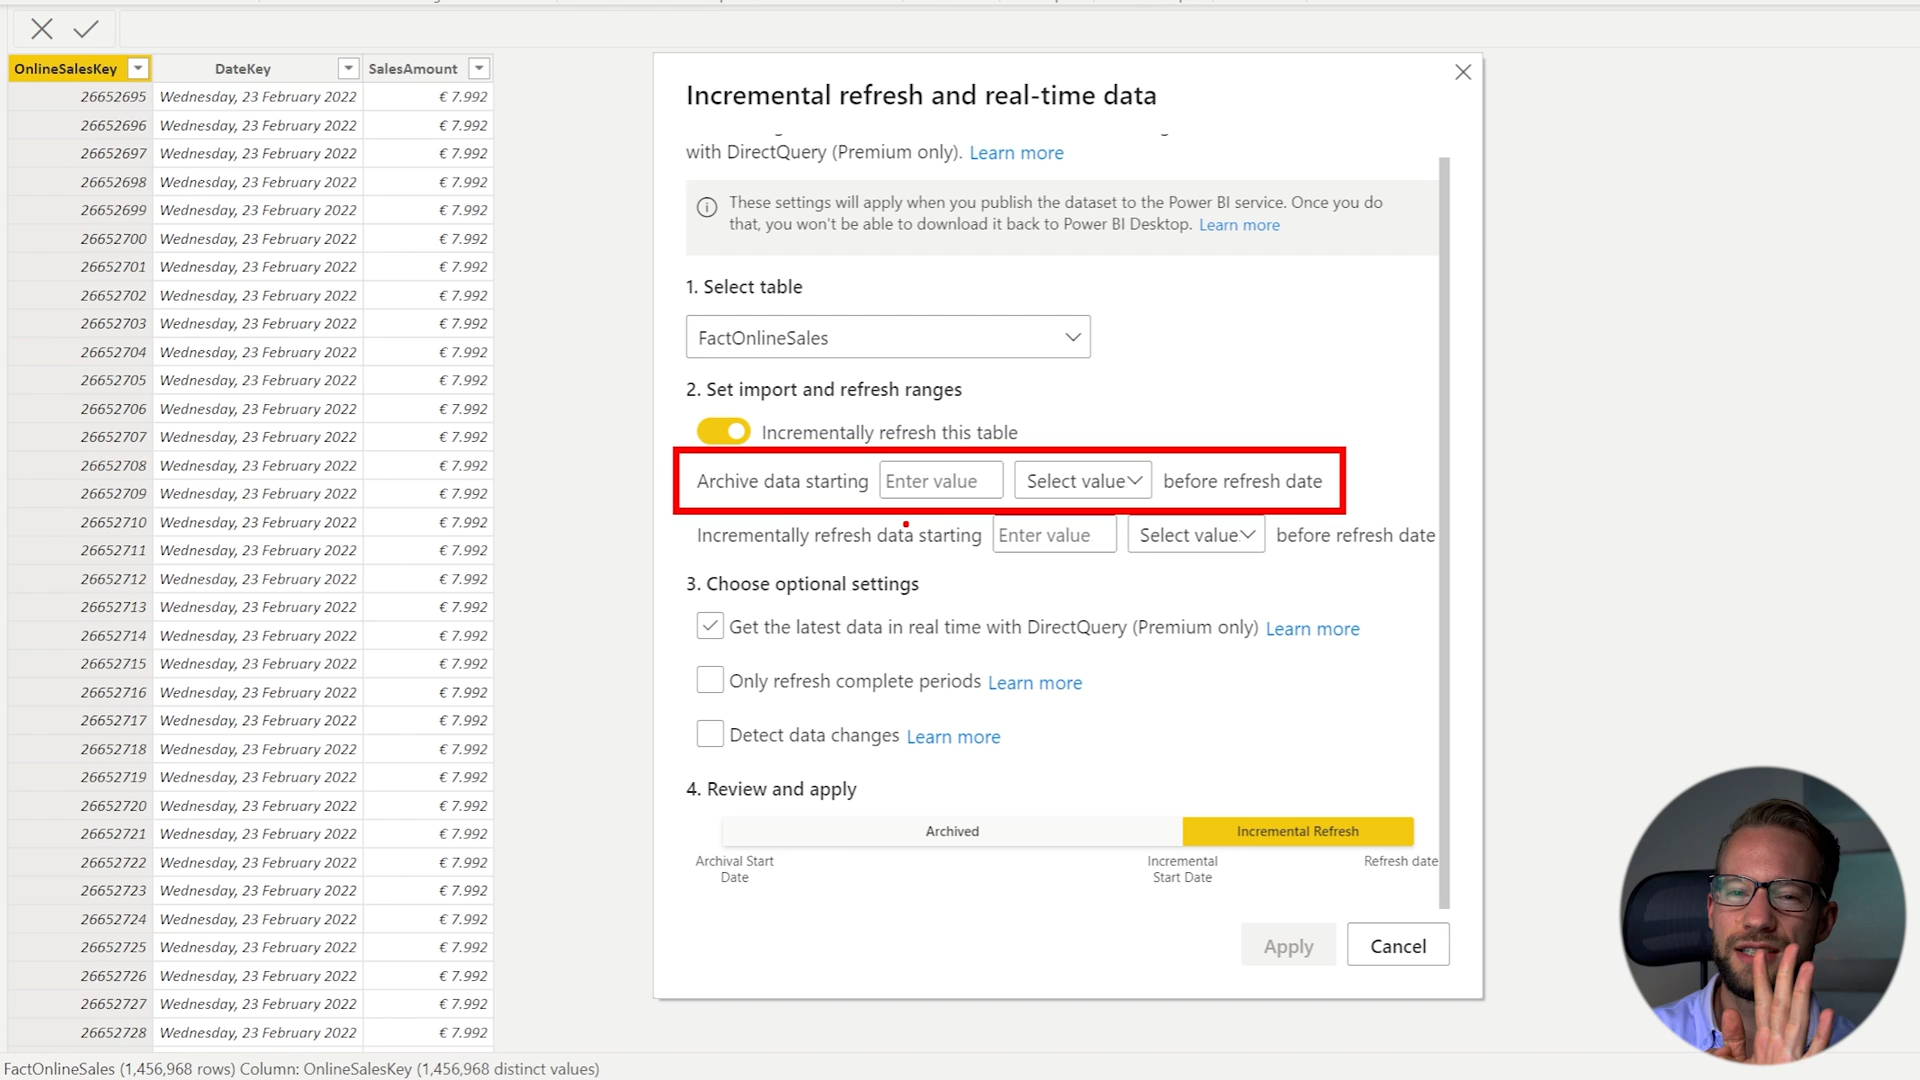 OnlineSalesKey DateKey SalesAmount
26652695 Wednesday, 23 February 2022 € 7.992
26652696 Wednesday, 23 February 2022 € 7.992
26652697 Wednesday, 23 February 2022 € 7.992
26652698 Wednesday, 23 February 2022 € 7.992
26652699 Wednesday, 23 February 2022 € 7.992
26652700 Wednesday, 23 February 2022 € 7.992
26652701 Wednesday, 23 February 2022 € 7.992
26652702 Wednesday, 23 February 2022 € 7.992
26652703 Wednesday, 23 February 2022 € 7.992
26652704 Wednesday, 23 February 2022 € 7.992
26652705 Wednesday, 23 February 2022 € 7.992
26652706 Wednesday, 23 February 2022 € 7.992
26652707 Wednesday, 23 February 2022 € 7.992
26652708 Wednesday, 23 February 2022 € 7.992
26652709 Wednesday, 23 February 2022 € 7.992
26652710 Wednesday, 23 February 2022 € 7.992
26652711 Wednesday, 23 February 2022 € 7.992
26652712 Wednesday, 23 February 2022 € 7.992
26652713 Wednesday, 23 February 2022 € 7.992
26652714 Wednesday, 23 February 2022 € 7.992
26652715 Wednesday, 23 February 2022 € 7.992
26652716 Wednesday, 23 February 2022 € 7.992
26652717 Wednesday, 23 February 2022 € 7.992
26652718 Wednesday, 23 February 2022 € 7.992
26652719 Wednesday, 23 February 2022 € 7.992
26652720 Wednesday, 23 February 2022 € 7.992
26652721 Wednesday, 23 February 2022 € 7.992
26652722 Wednesday, 23 February 2022 € 7.992
26652723 Wednesday, 23 February 2022 € 7.992
26652724 Wednesday, 23 February 2022 € 7.992
26652725 Wednesday, 23 February 2022 € 7.992
26652726 Wednesday, 23 February 2022 € 7.992
26652727 Wednesday, 23 February 2022 € 7.992
26652728 Wednesday, 23 February 2022 € 7.992
FactOnlineSales (1,456,968 rows) Column: OnlineSalesKey (1,456,968 distinct values)
Incremental refresh and real-time data
with DirectQuery (Premium only). Learn more
These settings will apply when you publish the dataset to the Power BI service. Once you do
that, you won't be able to download it back to Power BI Desktop. Learn more
1. Select table
FactOnlineSales
2. Set import and refresh ranges
Incrementally refresh this table
Archive data starting Enter value Select value before refresh date
Incrementally refresh data starting Enter value Select value before refresh date
3. Choose optional settings
Get the latest data in real time with DirectQuery (Premium only) Learn more
Only refresh complete periods Learn more
Detect data changes Learn more
4. Review and apply
Archived Incremental Refresh
Archival Start Incremental Refresh date
Date Start Date
Apply Cancel